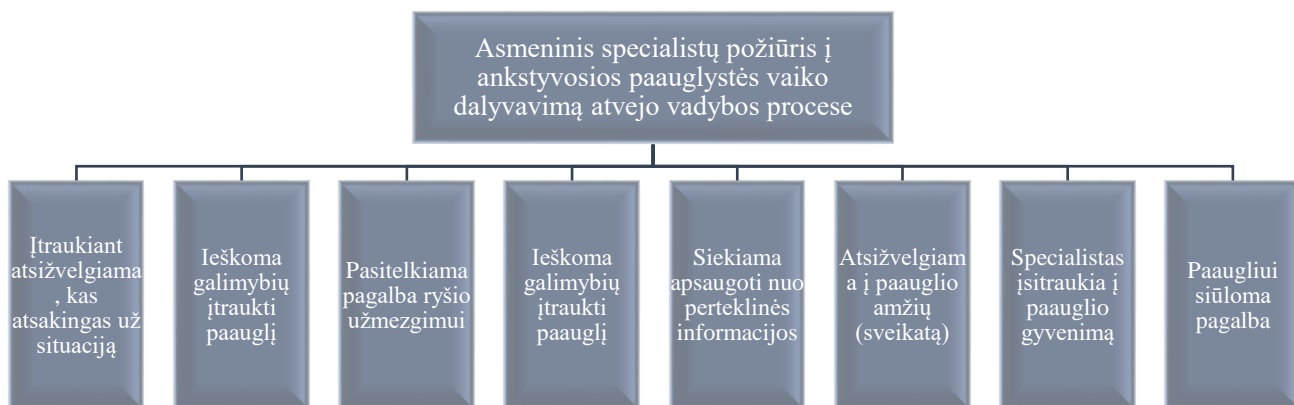 Asmeninis specialistų požiūris į
ankstyvosios paauglystės vaiko
dalyvavimą atvejo vadybos procese
Įtraukiant
atsižvelgiama
, kas
atsakingas už
situaciją
Ieškoma
galimybių
įtraukti
paauglį
Pasitelkiama
pagalba ryšio
užmezgimui
Ieškoma
galimybių
įtraukti
paauglį
Siekiama
apsaugoti nuo
perteklinės
informacijos
Atsižvelgiam
a į paauglio
amžių
(sveikatą)
Specialistas
įsitraukia į
paauglio
gyvenimą
Paaugliui
siūloma
pagalba